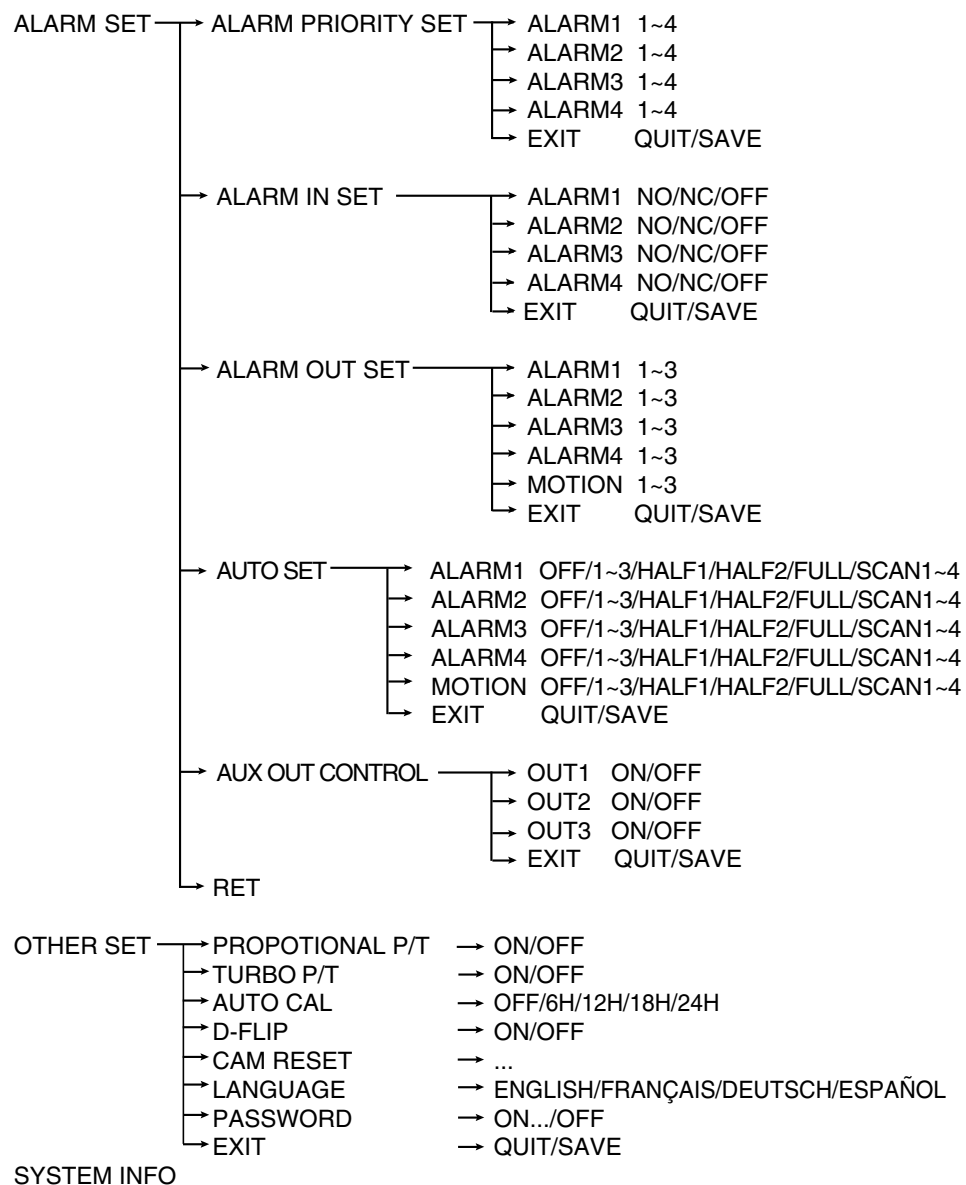 ALARM SET ALARM PRIORITY SET ALARM1 1~4
ALARM2 1~4
ALARM3 1~4
ALARM4 1~4
EXIT QUIT/SAVE
ALARM IN SET ALARM1 NO/NC/OFF
ALARM2 NO/NC/OFF
ALARM3 NO/NC/OFF
ALARM4 NO/NC/OFF
EXIT QUIT/SAVE
ALARM OUT SET ALARM1 1~3
ALARM2 1~3
ALARM3 1~3
ALARM4 1~3
MOTION 1~3
EXIT QUIT/SAVE
AUTO SET ALARM1 OFF/1~3/HALF1/HALF2/FULL/SCAN1~4
ALARM2 OFF/1~3/HALF1/HALF2/FULL/SCAN1~4
ALARM3 OFF/1~3/HALF1/HALF2/FULL/SCAN1~4
ALARM4 OFF/1~3/HALF1/HALF2/FULL/SCAN1~4
MOTION OFF/1~3/HALF1/HALF2/FULL/SCAN1~4
EXIT QUIT/SAVE
AUX OUT CONTROL OUT1 ON/OFF
OUT2 ON/OFF
OUT3 ON/OFF
EXIT QUIT/SAVE
RET
OTHER SET PROPOTIONAL P/T ON/OFF
TURBO P/T ON/OFF
AUTO CAL OFF/6H/12H/18H/24H
D-FLIP ON/OFF
CAM RESET ...
LANGUAGE ENGLISH/FRANÇAIS/DEUTSCH/ESPAÑOL
PASSWORD ON.../OFF
EXIT QUIT/SAVE
SYSTEM INFO